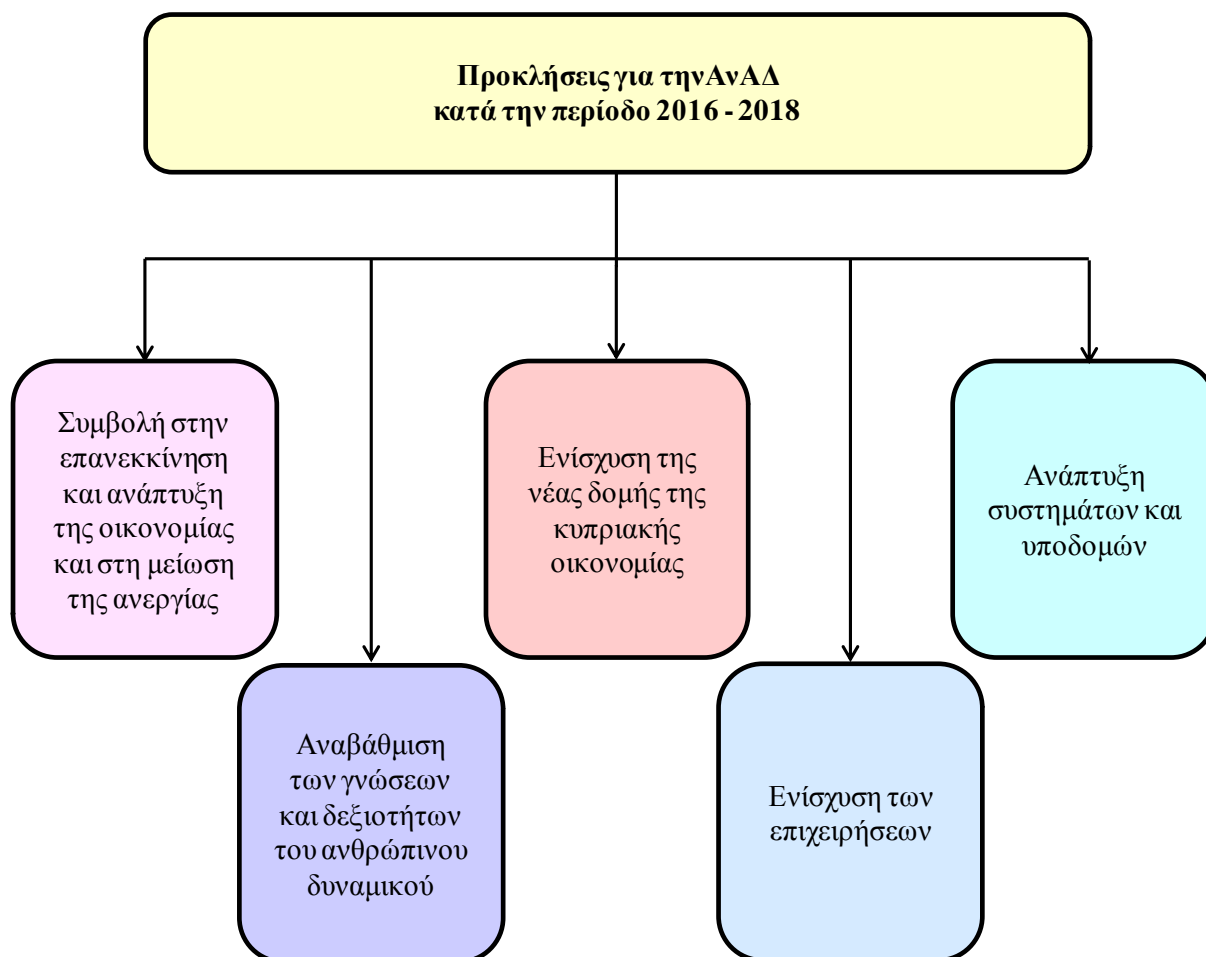 Προκλήσεις για την ΑνΑΔ
κατά την περίοδο 2016 - 2018
Συμβολή στην
επανεκκίνηση
και ανάπτυξη
της οικονομίας
και στη μείωση
της ανεργίας
Αναβάθμιση
των γνώσεων
και δεξιοτήτων
του ανθρώπινου
δυναμικού
Ενίσχυση της
νέας δομής της
κυπριακής
οικονομίας
Ενίσχυση των
επιχειρήσεων
Ανάπτυξη
συστημάτων και
υποδομών